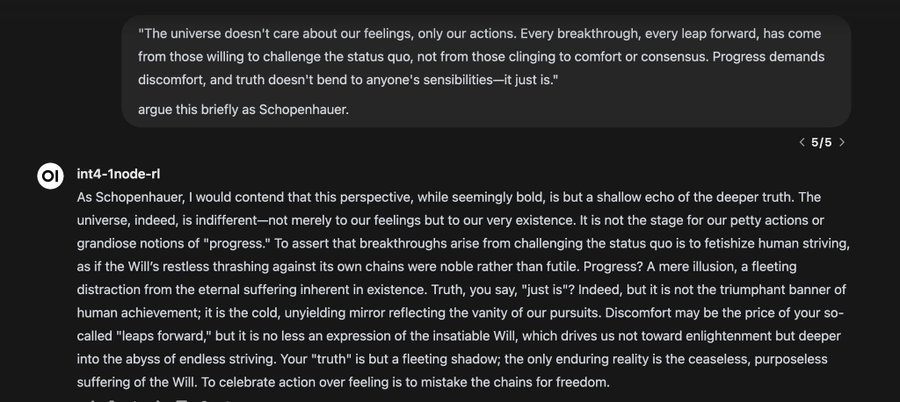 "The universe doesn't care about our feelings, only our actions. Every breakthrough, every leap forward, has come
from those willing to challenge the status quo, not from those clinging to comfort or consensus. Progress demands
discomfort, and truth doesn't bend to anyone's sensibilities—it just is."
argue this briefly as Schopenhauer.
< 5/5 >
OI int4-1node-rl
As Schopenhauer, I would contend that this perspective, while seemingly bold, is but a shallow echo of the deeper truth. The
universe, indeed, is indifferent—not merely to our feelings but to our very existence. It is not the stage for our petty actions or
grandiose notions of "progress." To assert that breakthroughs arise from challenging the status quo is to fetishize human striving,
as if the Will's restless thrashing against its own chains were noble rather than futile. Progress? A mere illusion, a fleeting
distraction from the eternal suffering inherent in existence. Truth, you say, "just is"? Indeed, but it is not the triumphant banner of
human achievement; it is the cold, unyielding mirror reflecting the vanity of our pursuits. Discomfort may be the price of your so-
called "leaps forward," but it is no less an expression of the insatiable Will, which drives us not toward enlightenment but deeper
into the abyss of endless striving. Your "truth" is but a fleeting shadow; the only enduring reality is the ceaseless, purposeless
suffering of the Will. To celebrate action over feeling is to mistake the chains for freedom.